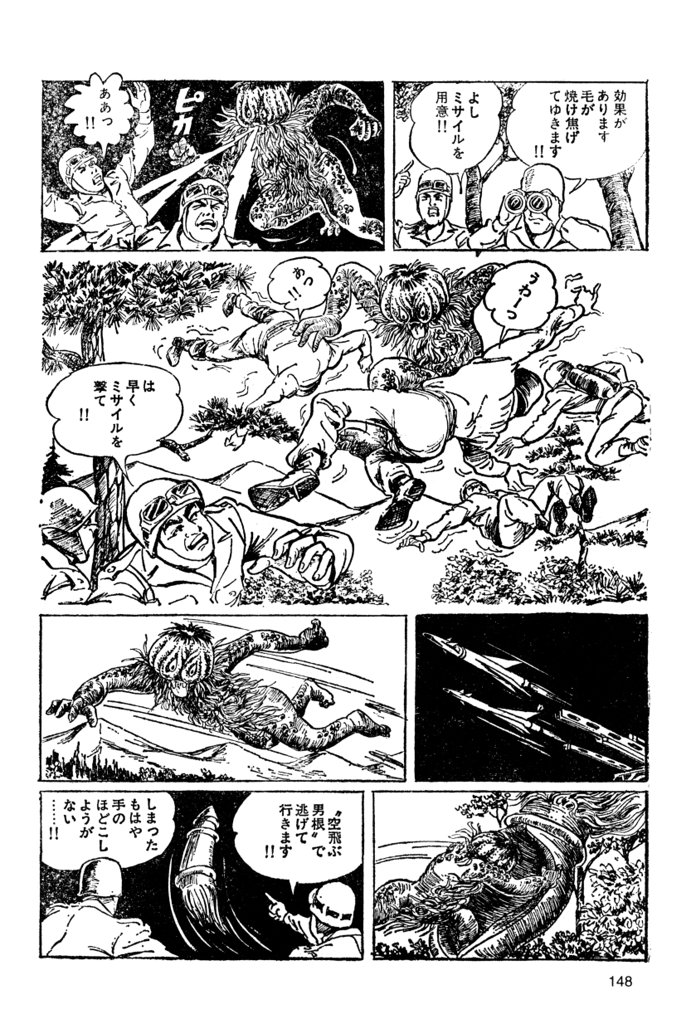 効果が
あります
毛が
焼け焦げ
てゆきます
!!
よし
ミサイルを
用意!!
ピカ
ああっ
!!
うわーっ
わっ
!!
は
早く
ミサイルを
撃て
!!
〝空飛ぶ
男根〟で
逃げて
行きます
!!
しまった
もはや
手の
ほどこし
ようが
ない
……!!
148